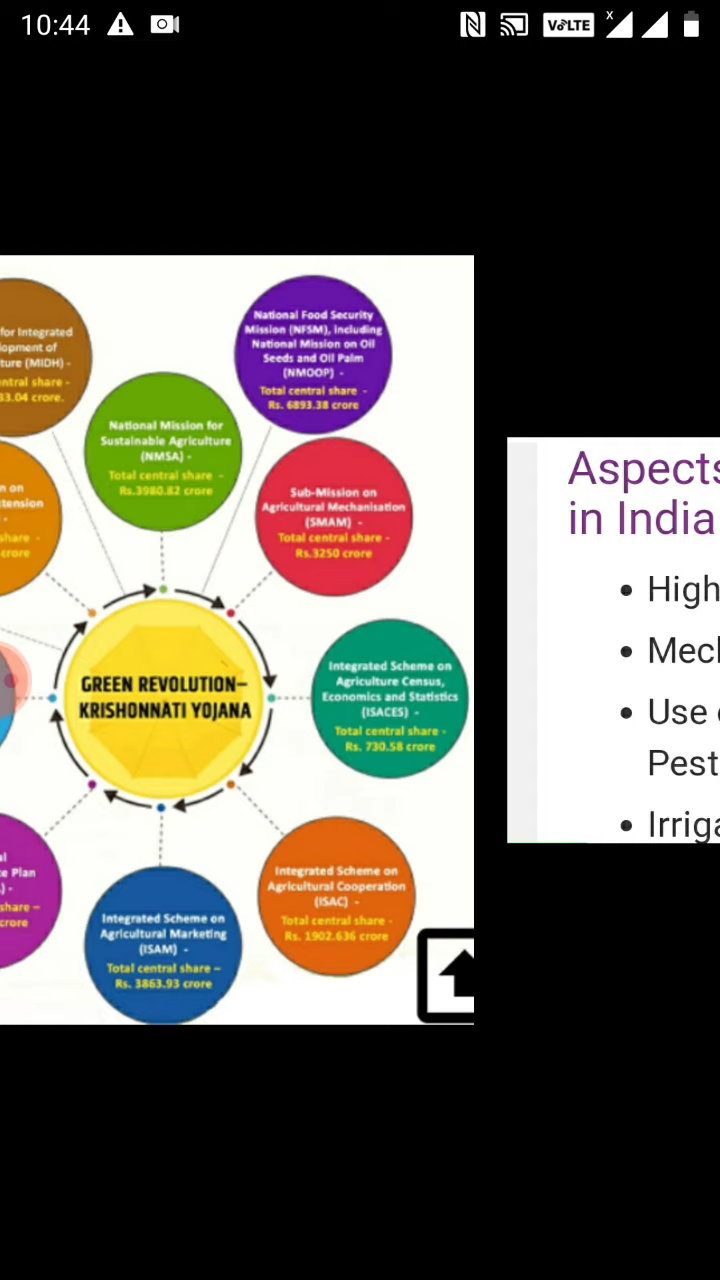 10:44
VoLTE
x
for Integrated
lopment of
ture (MIDH) -
entral share -
33.04 crore.
National Food Security
Mission (NFSM), Including
National Mission on Oil
Seeds and Oil Palm
(NMOOP) -
Total central share -
Rs. 6893.38 crore
National Mission for
Sustainable Agriculture
(NMSA) -
Total central share -
Rs.3980.82 crore
n on
xtension
-
share -
crore
Sub-Mission on
Agricultural Mechanisation
(SMAM) -
Total central share -
Rs.3250 crore
GREEN REVOLUTION–
KRISHONNATI YOJANA
Integrated Scheme on
Agriculture Census,
Economics and Statistics
(ISACES) -
Total central share -
Rs. 730.58 crore
al
e Plan
) -
share –
crore
Integrated Scheme on
Agricultural Marketing
(ISAM) -
Total central share –
Rs. 3863.93 crore
Integrated Scheme on
Agricultural Cooperation
(ISAC) -
Total central share -
Rs. 1902.636 crore
Aspects
in India
• High
• Mech
• Use
Pest
• Irriga